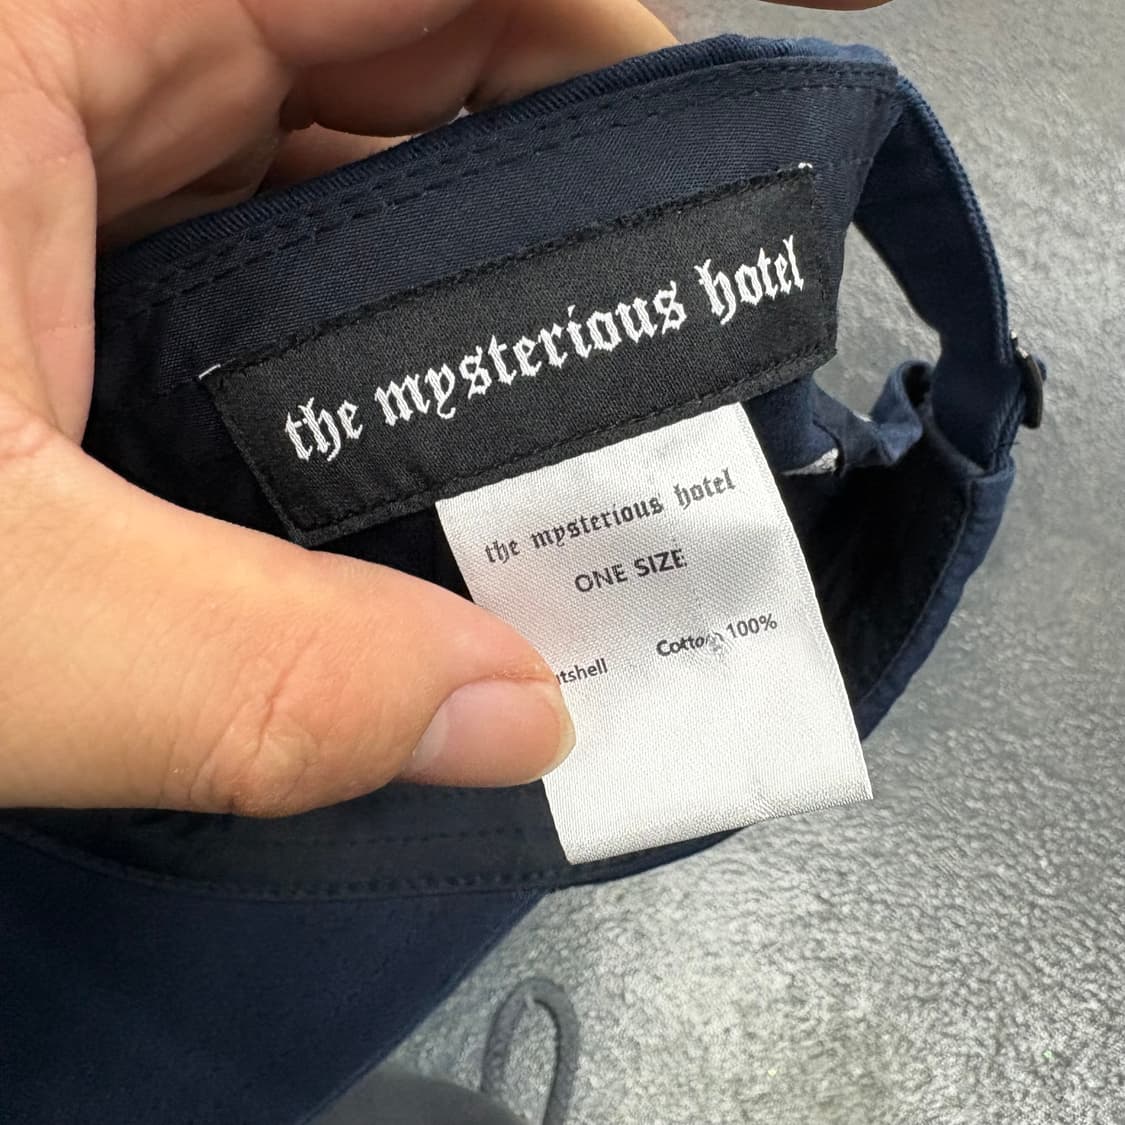 the mysterious hotel
the mysterious hotel
ONE SIZE
Cotton 100%